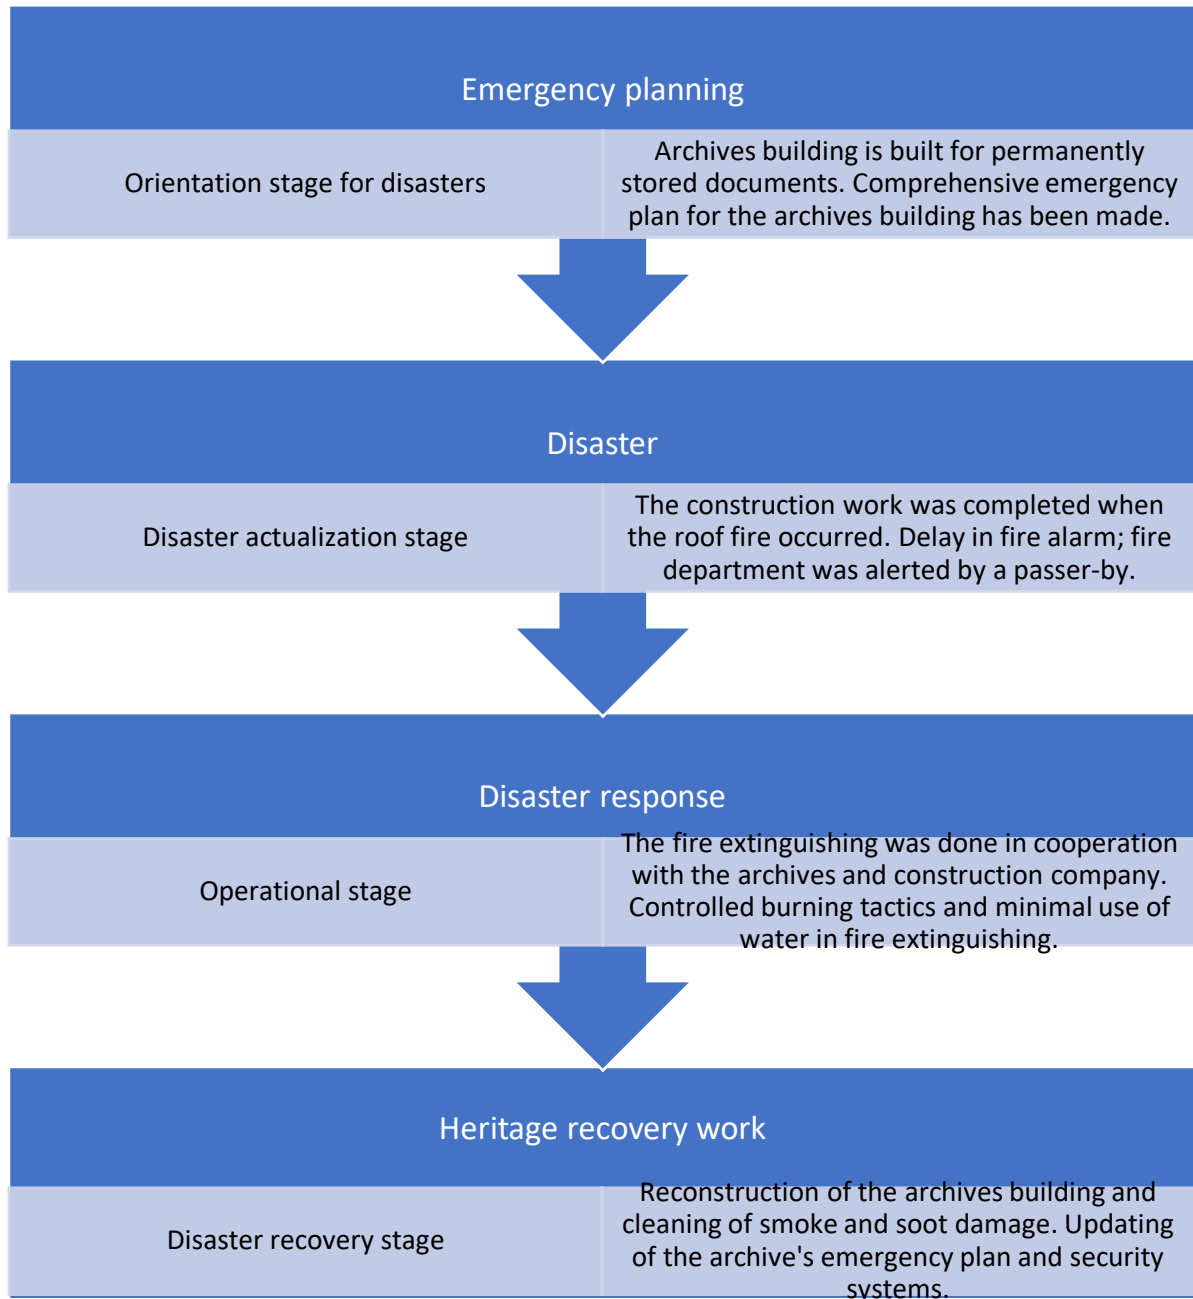 Emergency planning
Orientation stage for disasters
Archives building is built for permanently
stored documents. Comprehensive emergency
plan for the archives building has been made.
Disaster
Disaster actualization stage
The construction work was completed when
the roof fire occurred. Delay in fire alarm; fire
department was alerted by a passer-by.
Disaster response
Operational stage
The fire extinguishing was done in cooperation
with the archives and construction company.
Controlled burning tactics and minimal use of
water in fire extinguishing.
Heritage recovery work
Disaster recovery stage
Reconstruction of the archives building and
cleaning of smoke and soot damage. Updating
of the archive's emergency plan and security
systems.